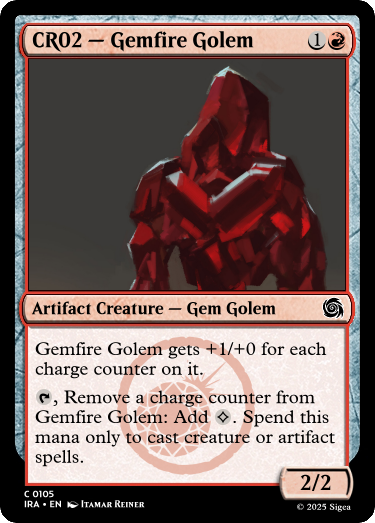 CR02 — Gemfire Golem 1
Artifact Creature — Gem Golem
Gemfire Golem gets +1/+0 for each
charge counter on it.
, Remove a charge counter from
Gemfire Golem: Add . Spend this
mana only to cast creature or artifact
spells.
2/2
C 0105
IRA • EN Itamar Reiner
© 2025 Sigea